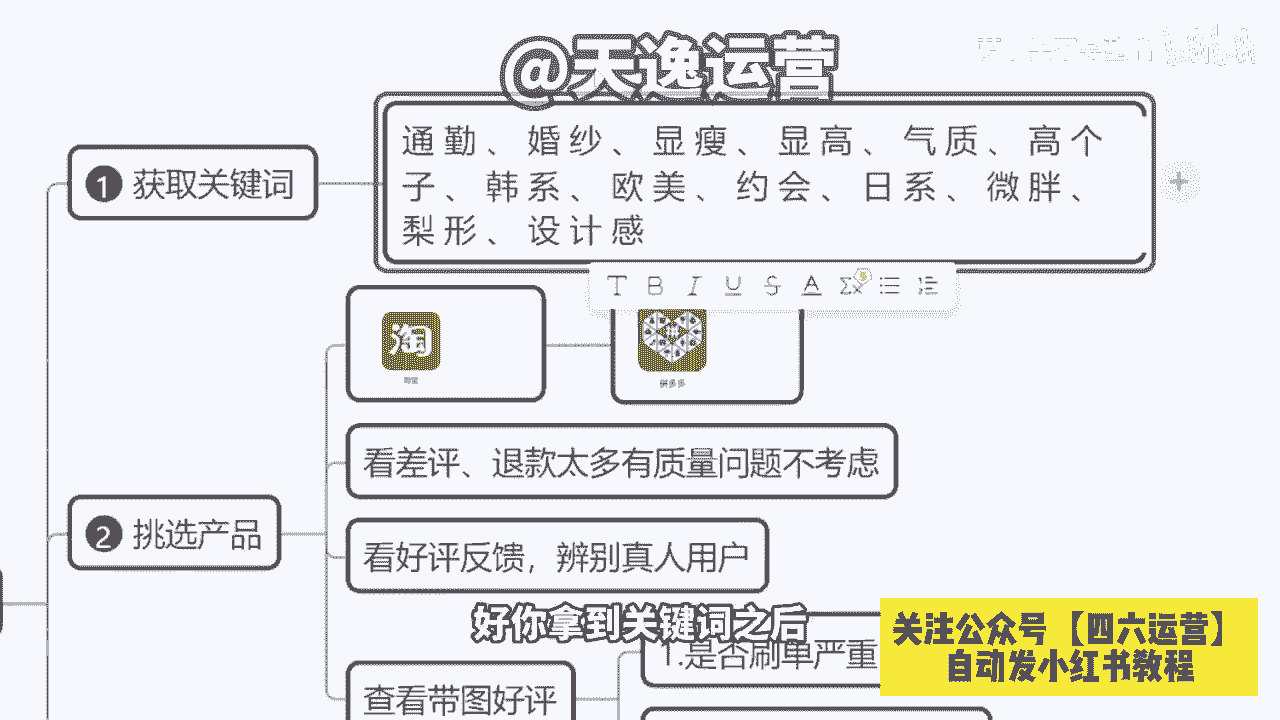 @天逸运营
❶ 获取关键词
通勤、婚纱、显瘦、显高、气质、高个
子、韩系、欧美、约会、日系、微胖、
梨形、设计感
T B I U S A
淘
淘宝
拼多多
❷ 挑选产品
看差评、退款太多有质量问题不考虑
看好评反馈，辨别真人用户
查看带图好评
1.是否刷单严重
好你拿到关键词之后
关注公众号【四六运营】
自动发小红书教程